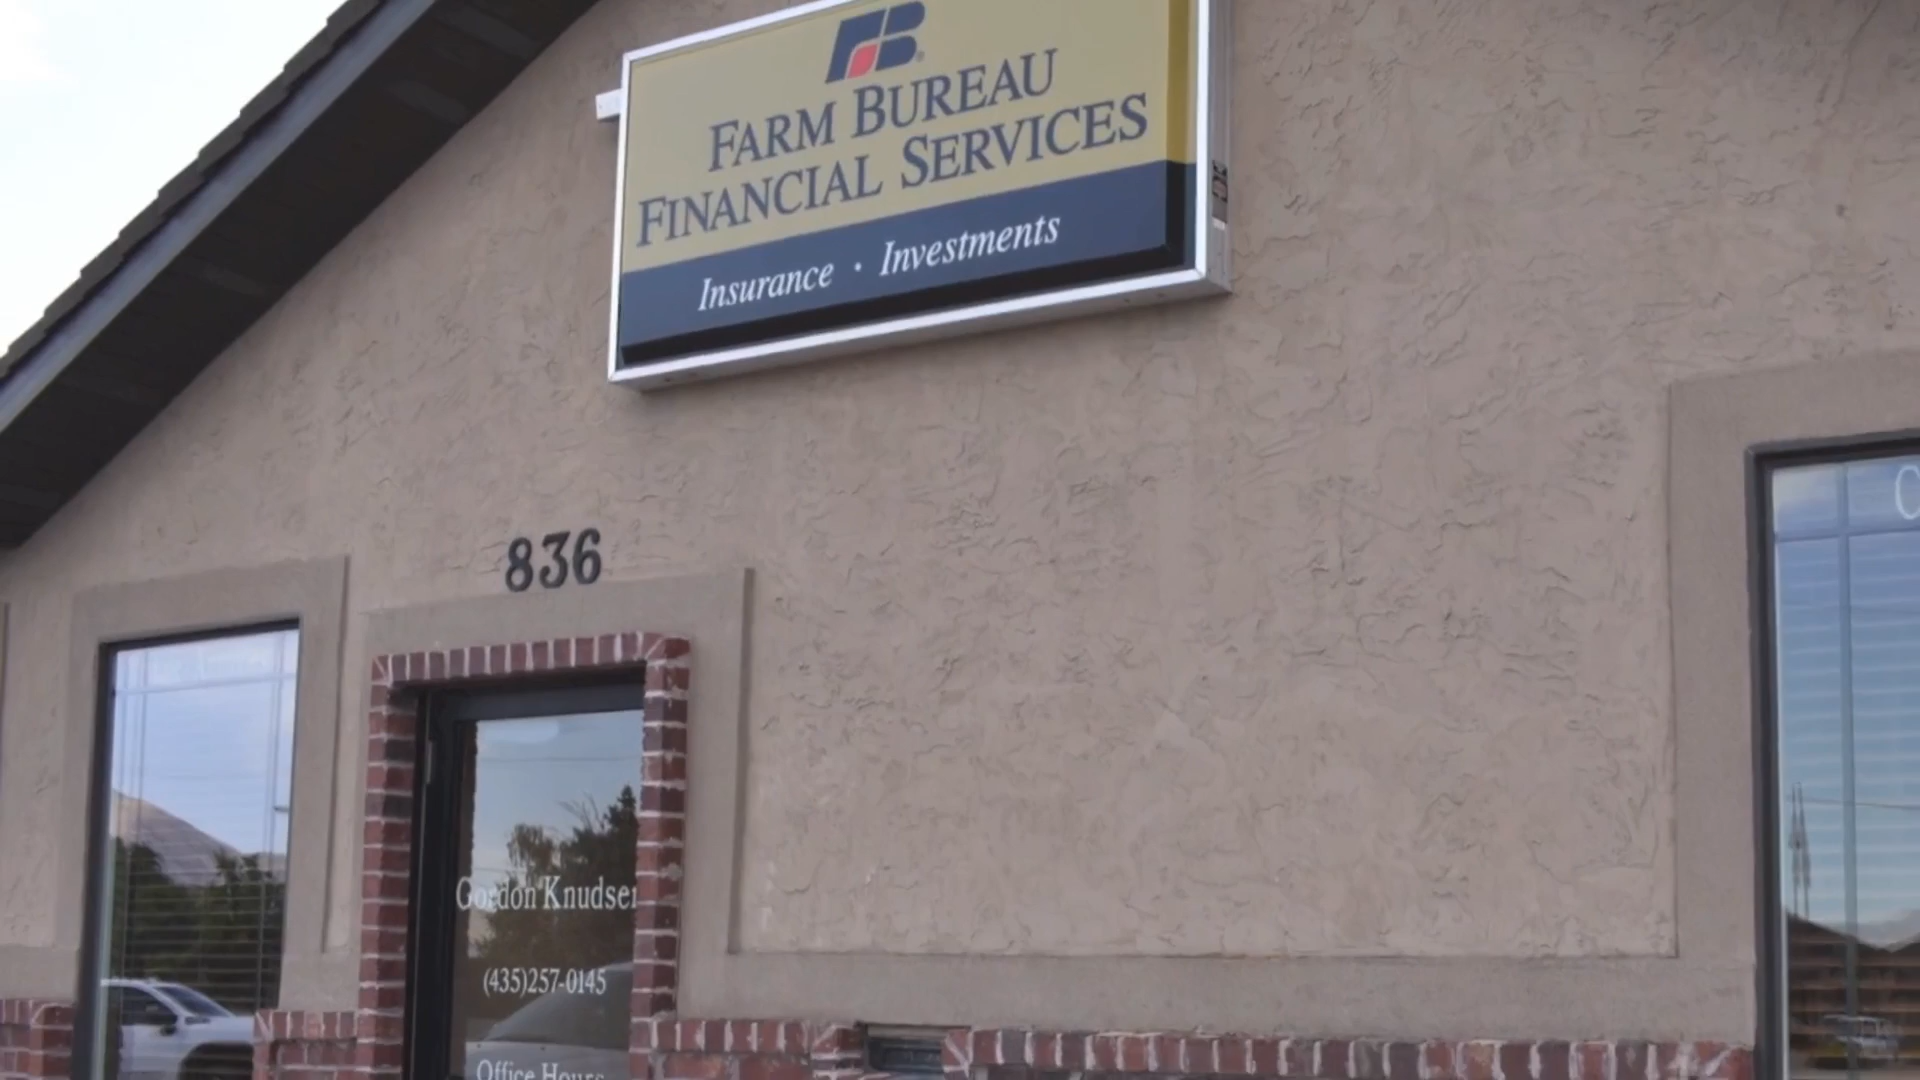 FB
FARM BUREAU
FINANCIAL SERVICES
Insurance · Investments
836
Gordon Knudsen
(435)257-0145
Office Hours